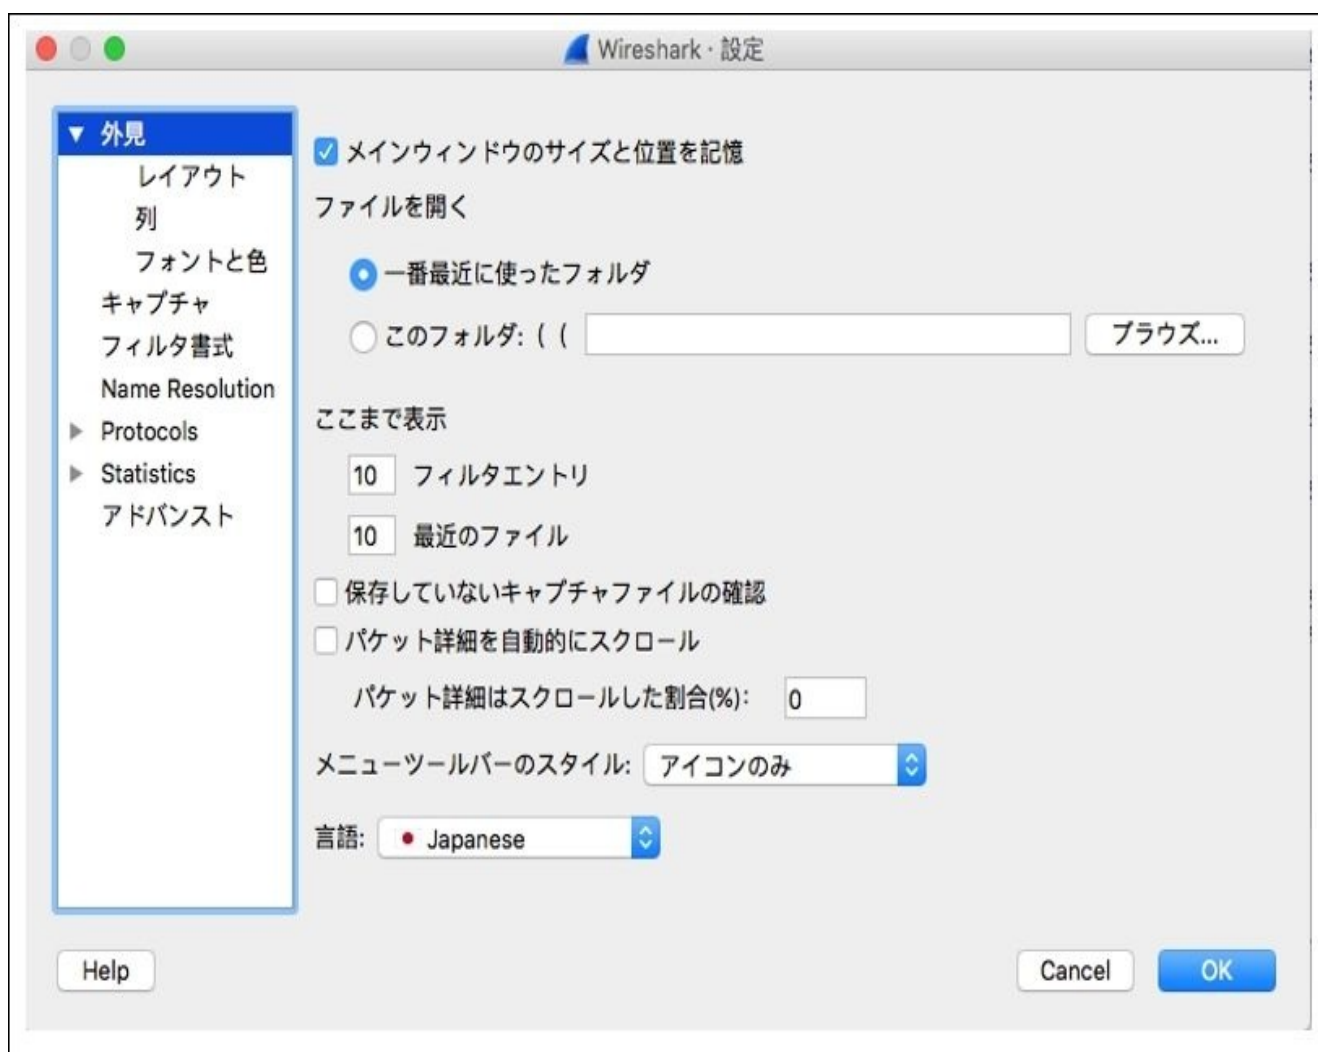 Wireshark · 設定
外見
レイアウト
列
フォントと色
キャプチャ
フィルタ書式
Name Resolution
Protocols
Statistics
アドバンスト
メインウィンドウのサイズと位置を記憶
ファイルを開く
一番最近に使ったフォルダ
このフォルダ: ( (
ブラウズ...
ここまで表示
10 フィルタエントリ
10 最近のファイル
保存していないキャプチャファイルの確認
パケット詳細を自動的にスクロール
パケット詳細はスクロールした割合(%): 0
メニューツールバーのスタイル: アイコンのみ
言語: Japanese
Help
Cancel
OK